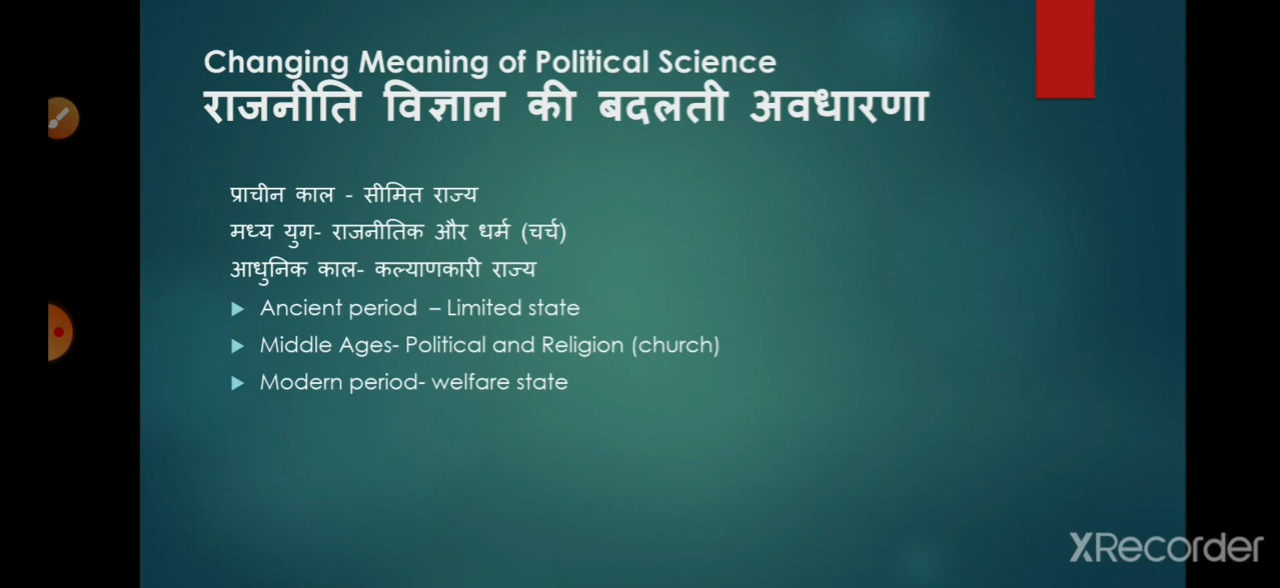 Changing Meaning of Political Science
राजनीति विज्ञान की बदलती अवधारणा
प्राचीन काल - सीमित राज्य
मध्य युग- राजनीतिक और धर्म (चर्च)
आधुनिक काल- कल्याणकारी राज्य
Ancient period – Limited state
Middle Ages- Political and Religion (church)
Modern period- welfare state
XRecorder